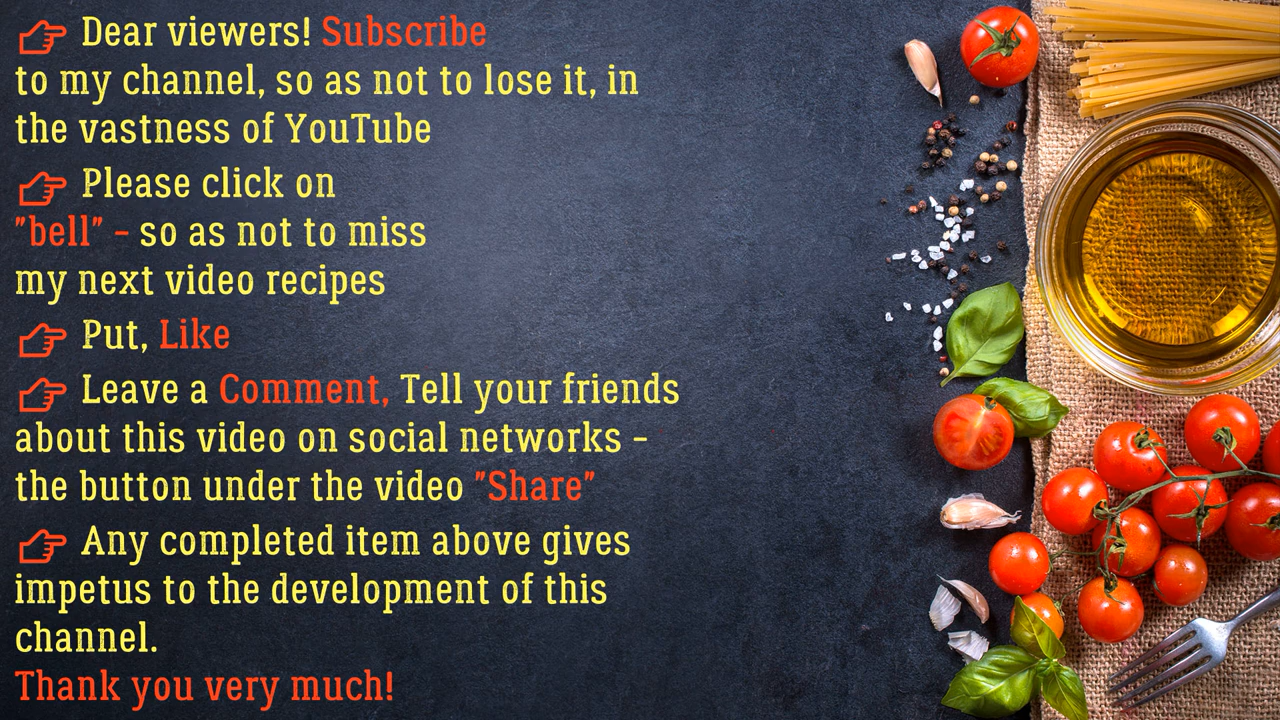 Dear viewers! Subscribe
to my channel, so as not to lose it, in
the vastness of YouTube
Please click on
"bell" - so as not to miss
my next video recipes
Put, Like
Leave a Comment, Tell your friends
about this video on social networks -
the button under the video "Share"
Any completed item above gives
impetus to the development of this
channel.
Thank you very much!